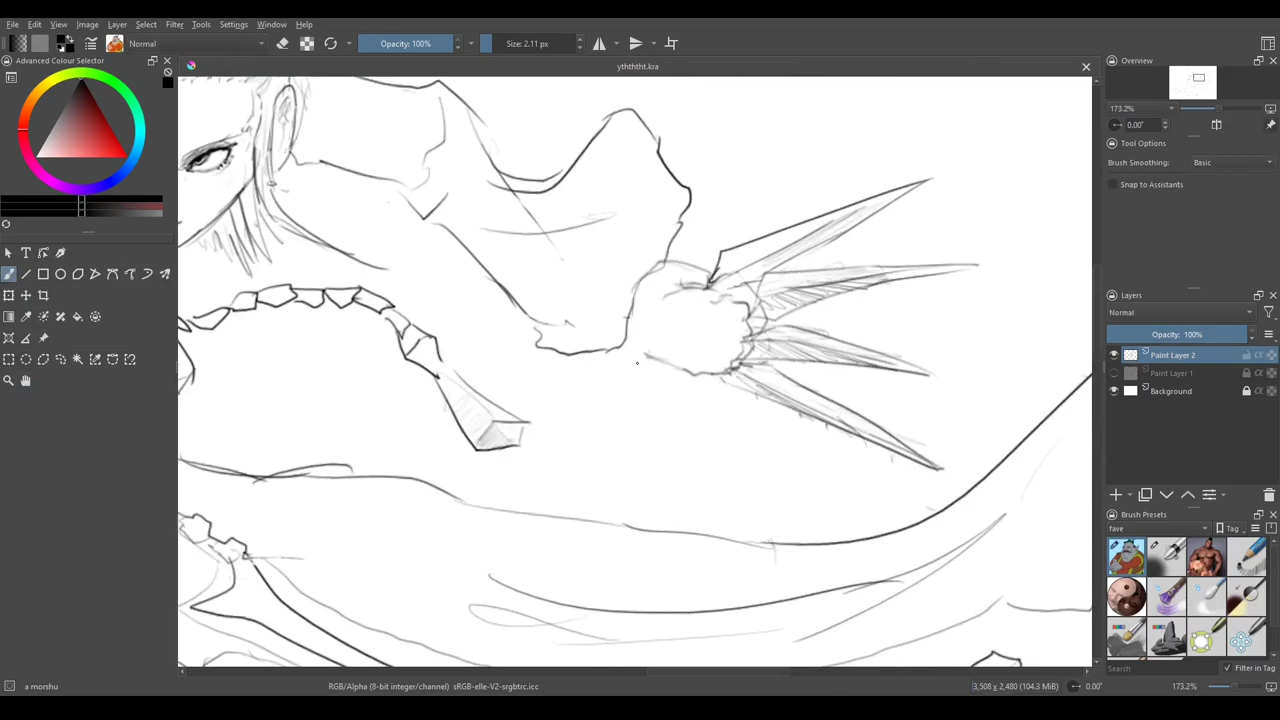 File Edit View Image Layer Select Filter Tools Settings Window Help
Normal Opacity: 100% Size: 2.11 px
Advanced Colour Selector
ythththt.kra
Overview
173.2%
0.00°
Tool Options
Brush Smoothing: Basic
Snap to Assistants
Layers
Normal
Opacity: 100%
Paint Layer 2
Paint Layer 1
Background
Brush Presets
fave Tag
Search Filter in Tag
a morshu RGB/Alpha (8-bit integer/channel) sRGB-elle-V2-srgbtrc.icc 3,508 x 2,480 (104.3 MiB) 0.00° 173.2%